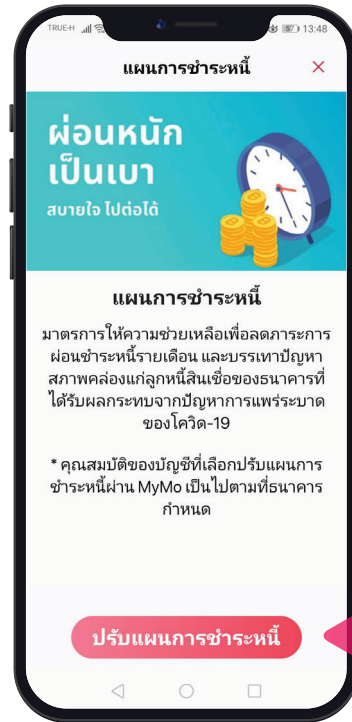 TRUE-H 57 13:48
แผนการชำระหนี้
ผ่อนหนัก
เป็นเบา
สบายใจ ไปต่อได้
แผนการชำระหนี้
มาตรการให้ความช่วยเหลือเพื่อลดภาระการ
ผ่อนชำระหนี้รายเดือน และบรรเทาปัญหา
สภาพคล่องแก่ลูกหนี้สินเชื่อของธนาคารที่
ได้รับผลกระทบจากปัญหาการแพร่ระบาด
ของโควิด-19
* คุณสมบัติของบัญชีที่เลือกปรับแผนการ
ชำระหนี้ผ่าน MyMo เป็นไปตามที่ธนาคาร
กำหนด
ปรับแผนการชำระหนี้